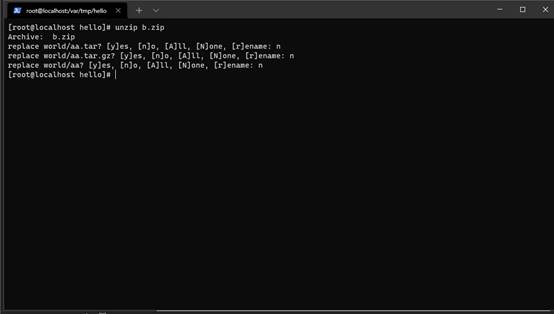 root@localhost:/var/tmp/hello
[root@localhost hello]# unzip b.zip
Archive:  b.zip
replace world/aa.tar? [y]es, [n]o, [A]ll, [N]one, [r]ename: n
replace world/aa.tar.gz? [y]es, [n]o, [A]ll, [N]one, [r]ename: n
replace world/aa? [y]es, [n]o, [A]ll, [N]one, [r]ename: n
[root@localhost hello]#